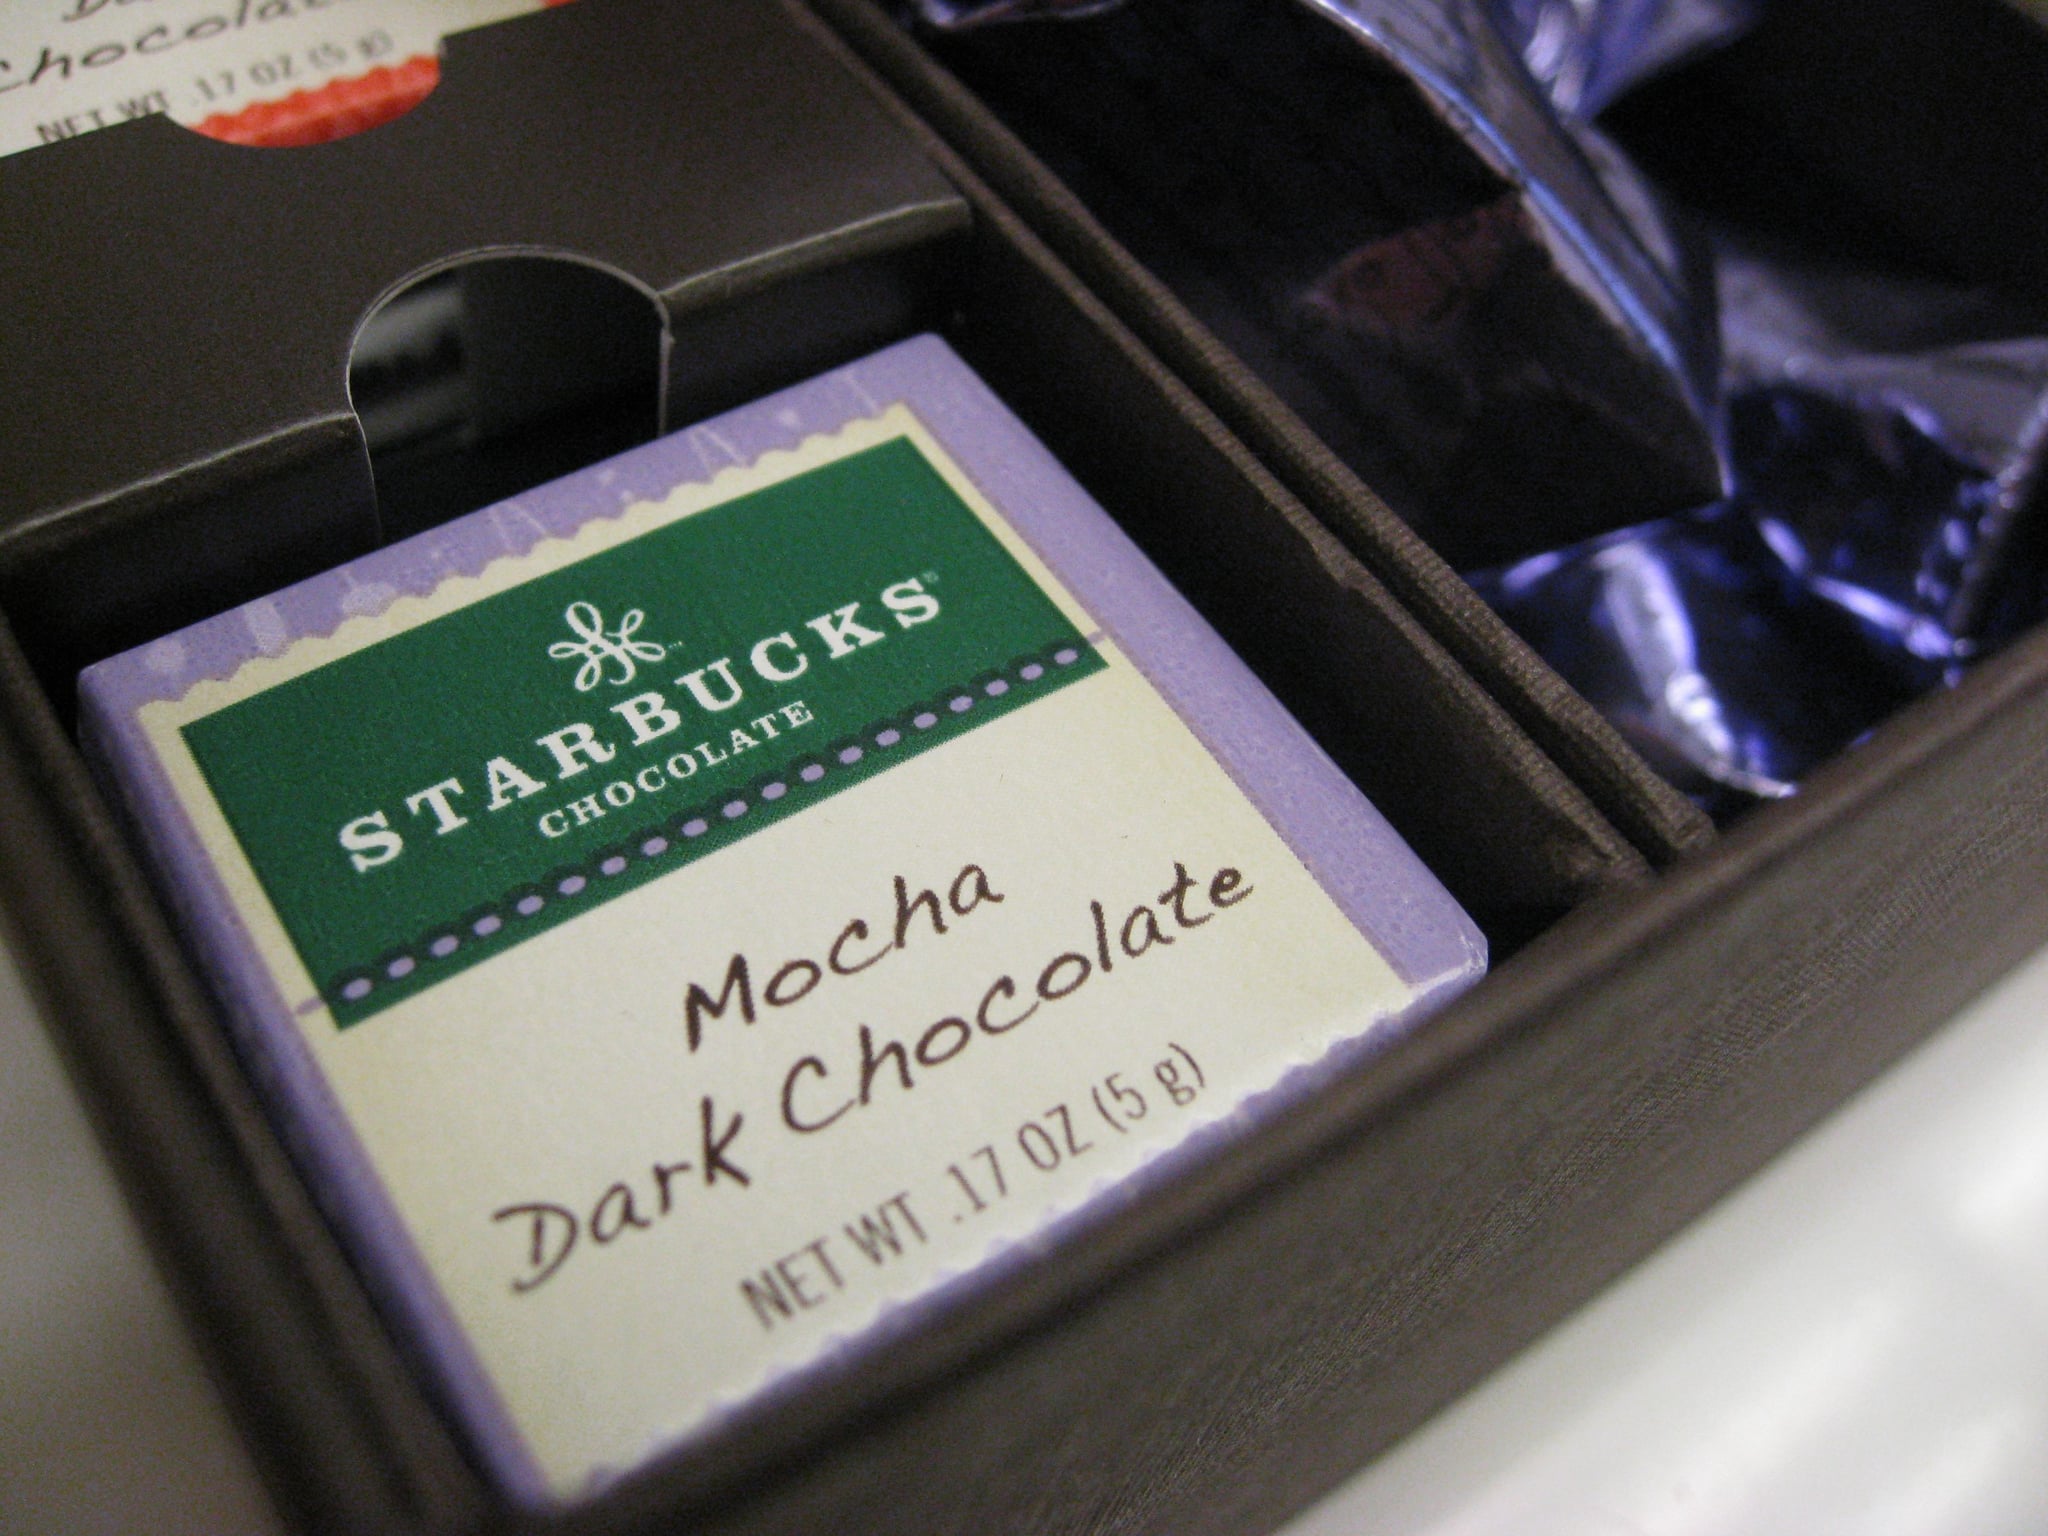 Chocolate
NET WT .17 OZ (5 g)
STARBUCKS®
CHOCOLATE
Mocha
Dark Chocolate
NET WT .17 OZ (5 g)